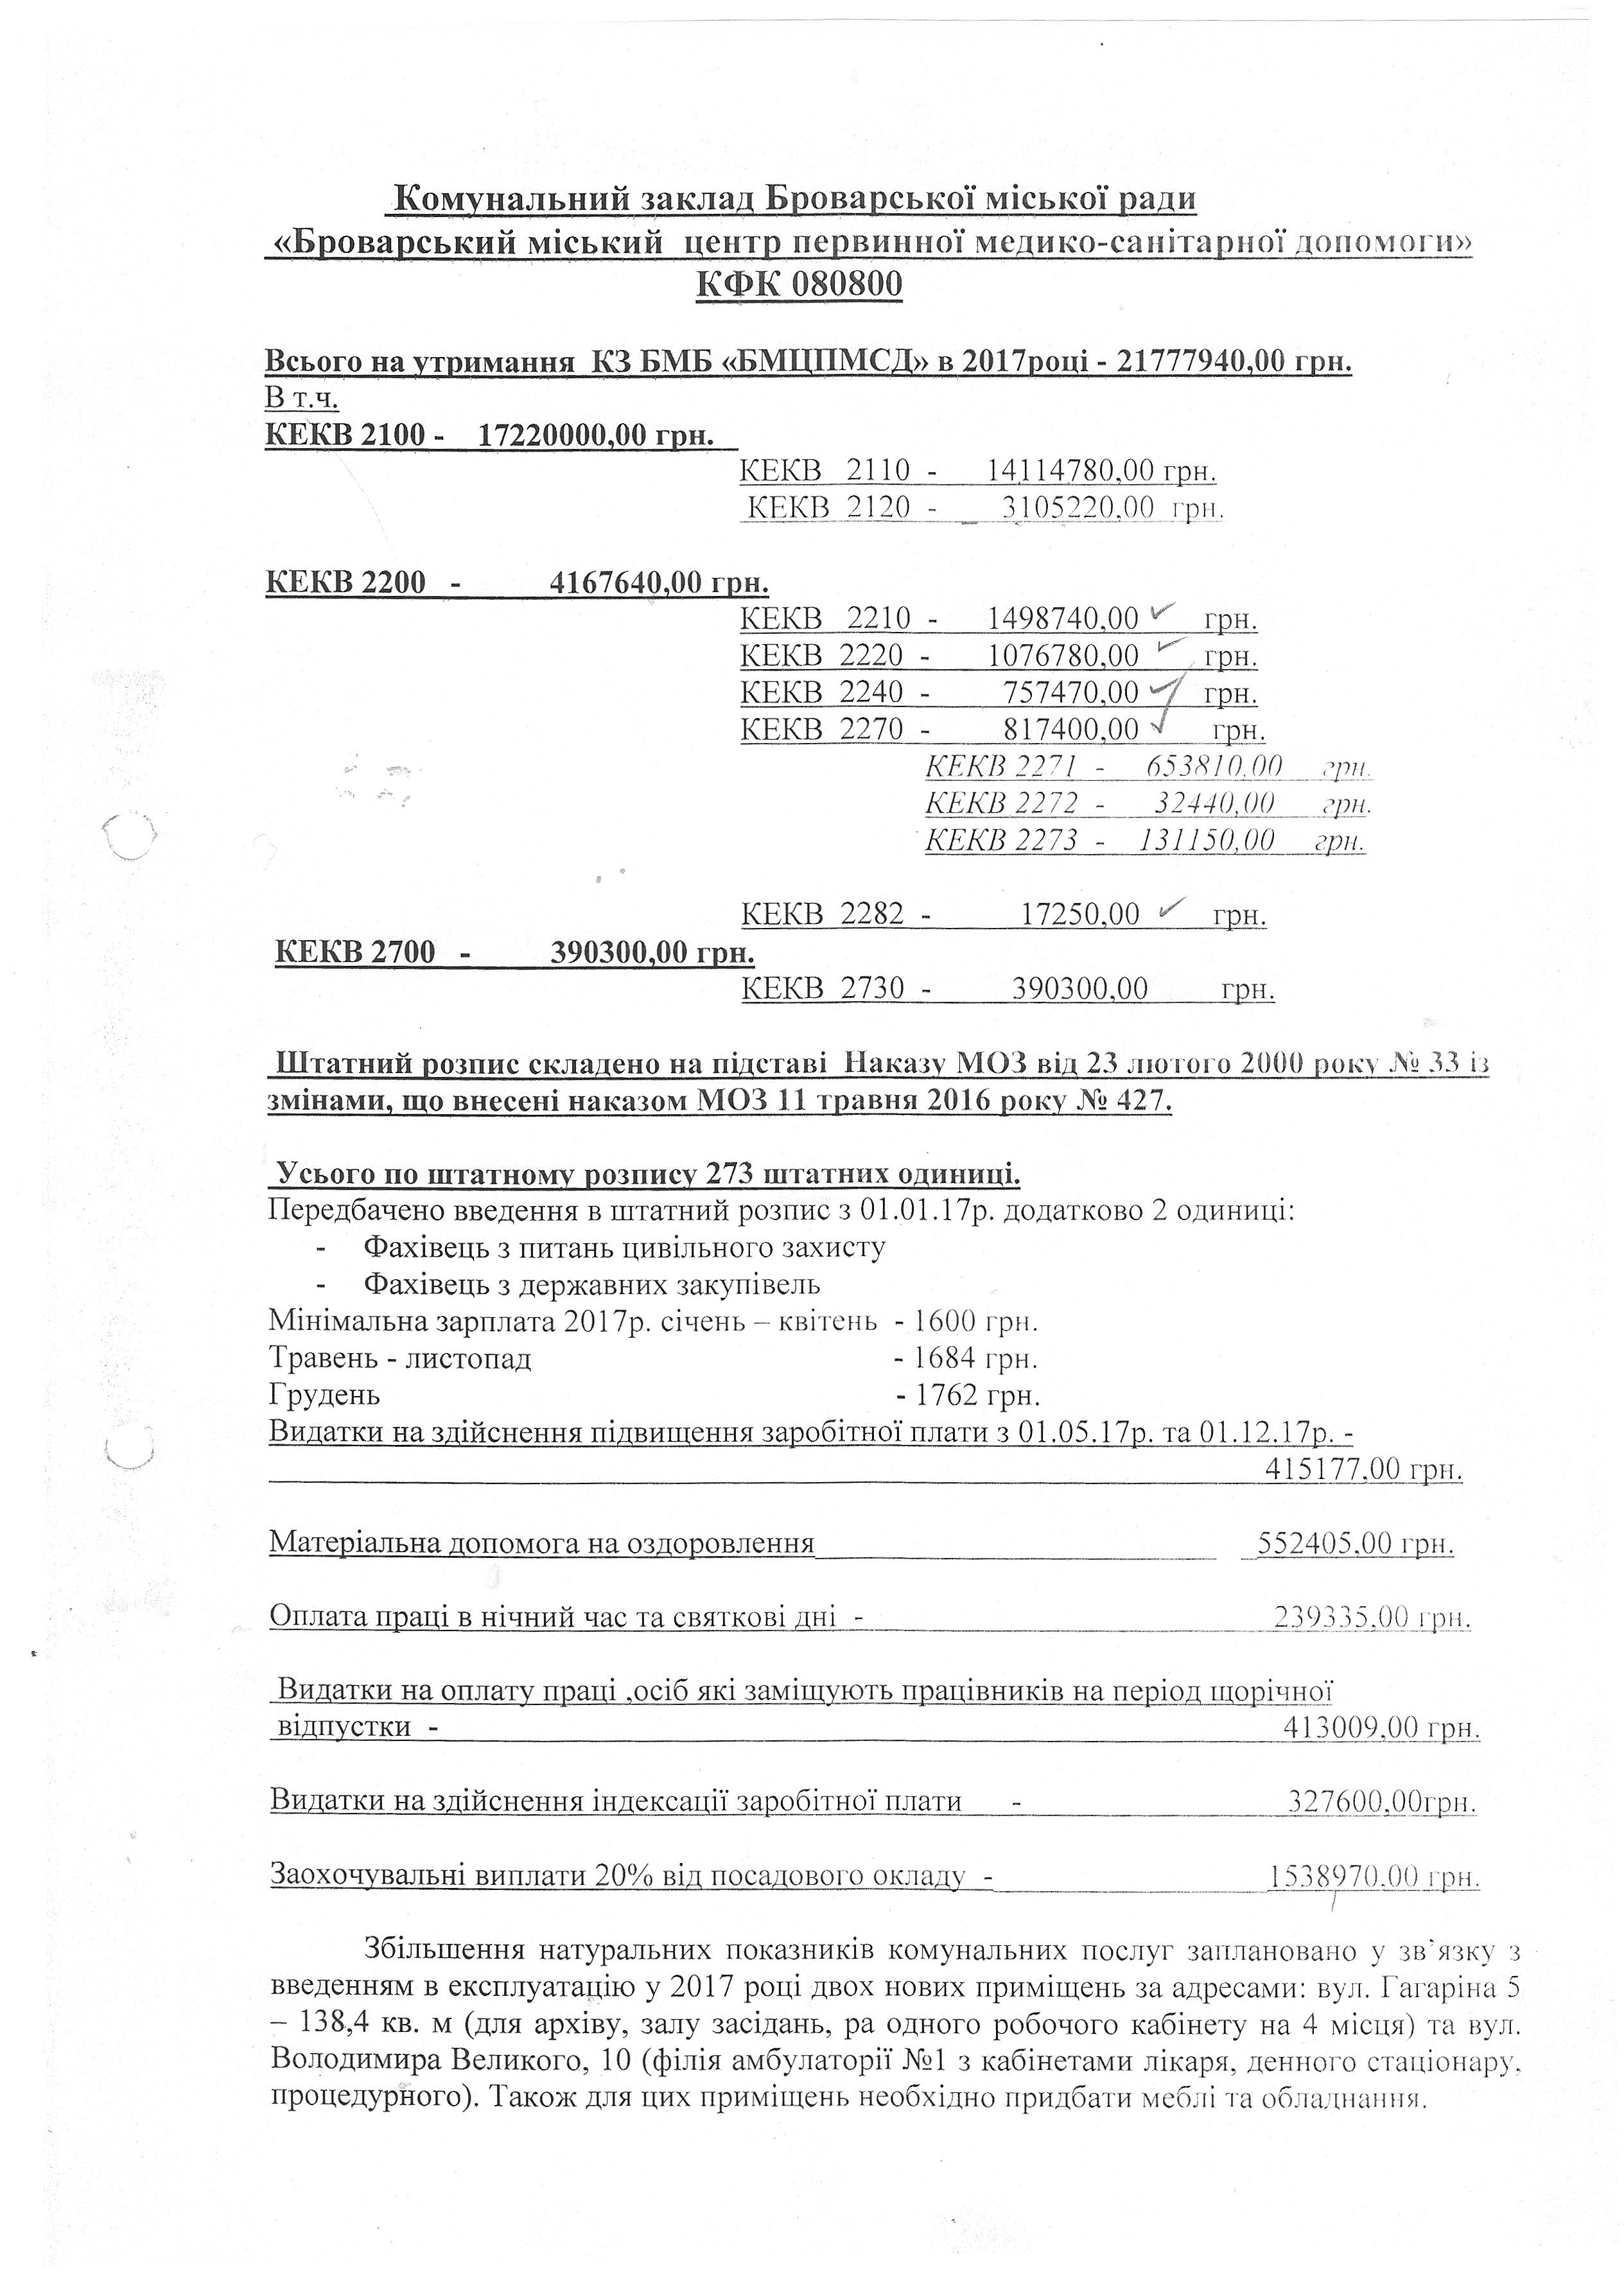 Комунальний заклад Броварської міської ради
«Броварський міський центр первинної медико-санітарної допомоги»
КФК 080800
Всього на утримання КЗ БМБ «БМЦПМСД» в 2017році - 21777940,00 грн.
В т.ч.
КЕКВ 2100 - 17220000,00 грн.
КЕКВ 2110 - 14114780,00 грн.
КЕКВ 2120 - 3105220,00 грн.
КЕКВ 2200 - 4167640,00 грн.
КЕКВ 2210 - 1498740,00 грн.
КЕКВ 2220 - 1076780,00 грн.
КЕКВ 2240 - 757470,00 грн.
КЕКВ 2270 - 817400,00 грн.
КЕКВ 2271 - 653810,00 грн.
КЕКВ 2272 - 32440,00 грн.
КЕКВ 2273 - 131150,00 грн.
КЕКВ 2282 - 17250,00 грн.
КЕКВ 2700 - 390300,00 грн.
КЕКВ 2730 - 390300,00 грн.
Штатний розпис складено на підставі Наказу МОЗ від 23 лютого 2000 року № 33 із
змінами, що внесені наказом МОЗ 11 травня 2016 року № 427.
Усього по штатному розпису 273 штатних одиниці.
Передбачено введення в штатний розпис з 01.01.17р. додатково 2 одиниці:
- Фахівець з питань цивільного захисту
- Фахівець з державних закупівель
Мінімальна зарплата 2017р. січень – квітень - 1600 грн.
Травень - листопад - 1684 грн.
Грудень - 1762 грн.
Видатки на здійснення підвищення заробітної плати з 01.05.17р. та 01.12.17р. -
415177,00 грн.
Матеріальна допомога на оздоровлення 552405,00 грн.
Оплата праці в нічний час та святкові дні - 239335,00 грн.
Видатки на оплату праці ,осіб які заміщують працівників на період щорічної
відпустки - 413009,00 грн.
Видатки на здійснення індексації заробітної плати - 327600,00грн.
Заохочувальні виплати 20% від посадового окладу - 1538970,00 грн.
Збільшення натуральних показників комунальних послуг заплановано у зв'язку з
введенням в експлуатацію у 2017 році двох нових приміщень за адресами: вул. Гагаріна 5
– 138,4 кв. м (для архіву, залу засідань, ра одного робочого кабінету на 4 місця) та вул.
Володимира Великого, 10 (філія амбулаторії №1 з кабінетами лікаря, денного стаціонару,
процедурного). Також для цих приміщень необхідно придбати меблі та обладнання.